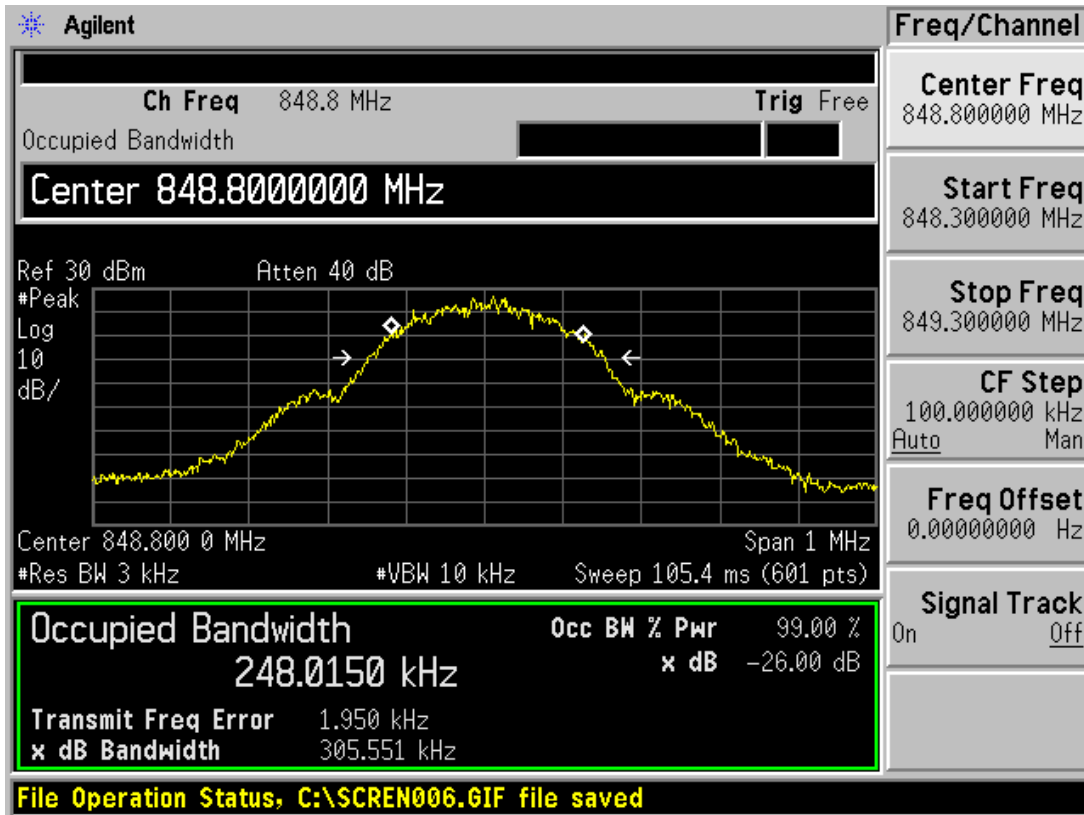 Agilent
Freq/Channel
Ch Freq 848.8 MHz
Trig Free
Occupied Bandwidth
Center 848.8000000 MHz
Ref 30 dBm
Atten 40 dB
#Peak
Log
10
dB/
Center 848.800 0 MHz
Span 1 MHz
#Res BW 3 kHz
#VBW 10 kHz
Sweep 105.4 ms (601 pts)
Occupied Bandwidth
248.0150 kHz
Occ BW % Pwr 99.00 %
x dB -26.00 dB
Transmit Freq Error 1.950 kHz
x dB Bandwidth 305.551 kHz
File Operation Status, C:\SCREN006.GIF file saved
Center Freq
848.800000 MHz
Start Freq
848.300000 MHz
Stop Freq
849.300000 MHz
CF Step
100.000000 kHz
Auto Man
Freq Offset
0.00000000 Hz
Signal Track
On Off